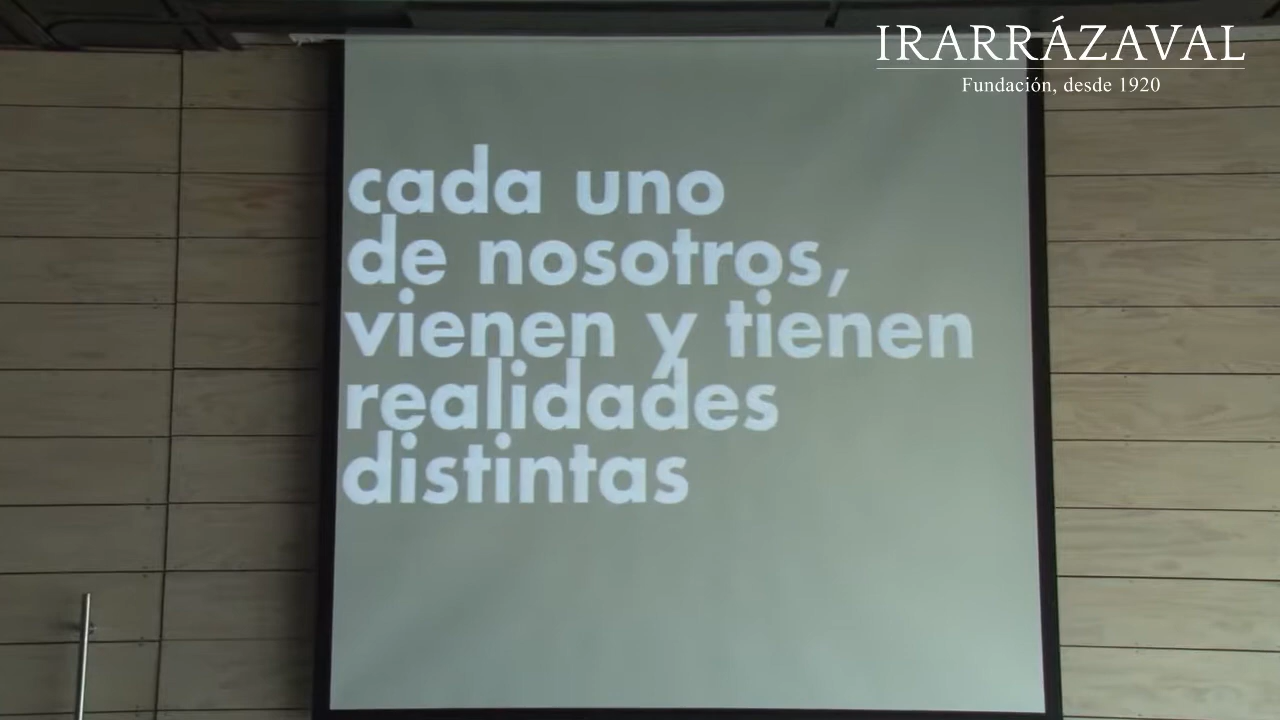 IRARRÁZAVAL
Fundación, desde 1920
cada uno
de nosotros,
vienen y tienen
realidades
distintas